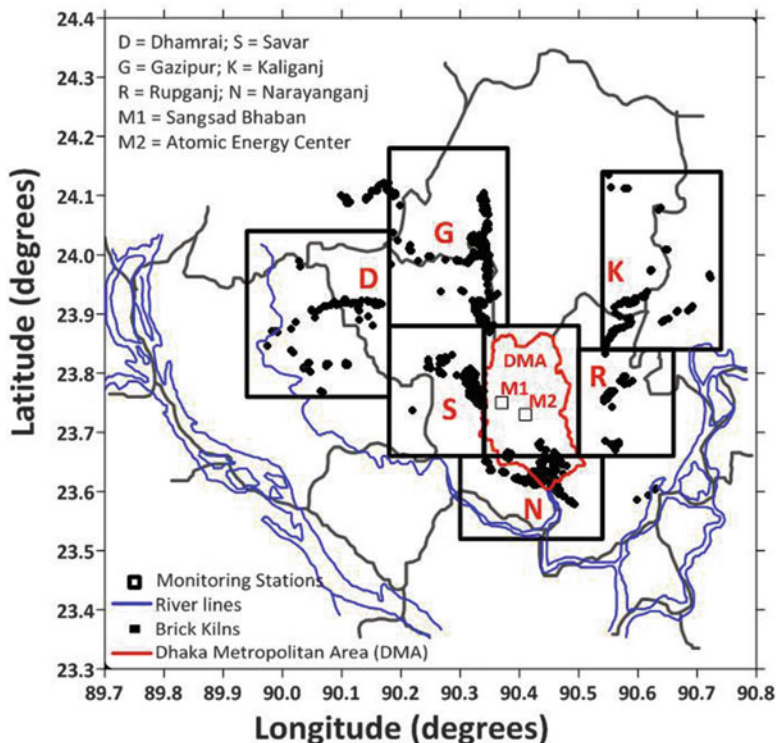 24.4
24.3
24.2
24.1
24.0
23.9
23.8
23.7
23.6
23.5
23.4
23.3
Latitude (degrees)
D = Dhamrai; S = Savar
G = Gazipur; K = Kaliganj
R = Rupganj; N = Narayanganj
M1 = Sangsad Bhaban
M2 = Atomic Energy Center
G
D
K
DMA
R
M1
M2
S
N
Monitoring Stations
River lines
Brick Kilns
Dhaka Metropolitan Area (DMA)
89.7 89.8 89.9 90.0 90.1 90.2 90.3 90.4 90.5 90.6 90.7 90.8
Longitude (degrees)